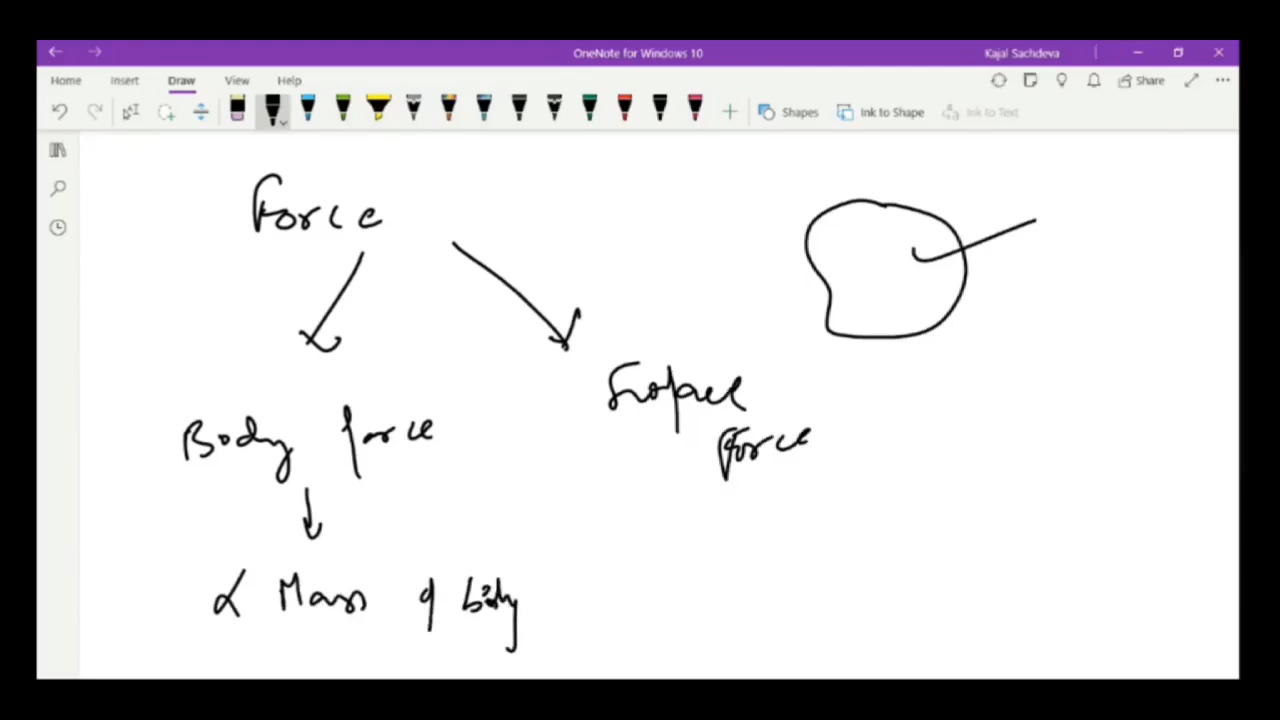 OneNote for Windows 10
Kajal Sachdeva
Home Insert Draw View Help
Share
Shapes Ink to Shape Ink to Text
Force
Body force
Surface
Force
∝ Mass of body